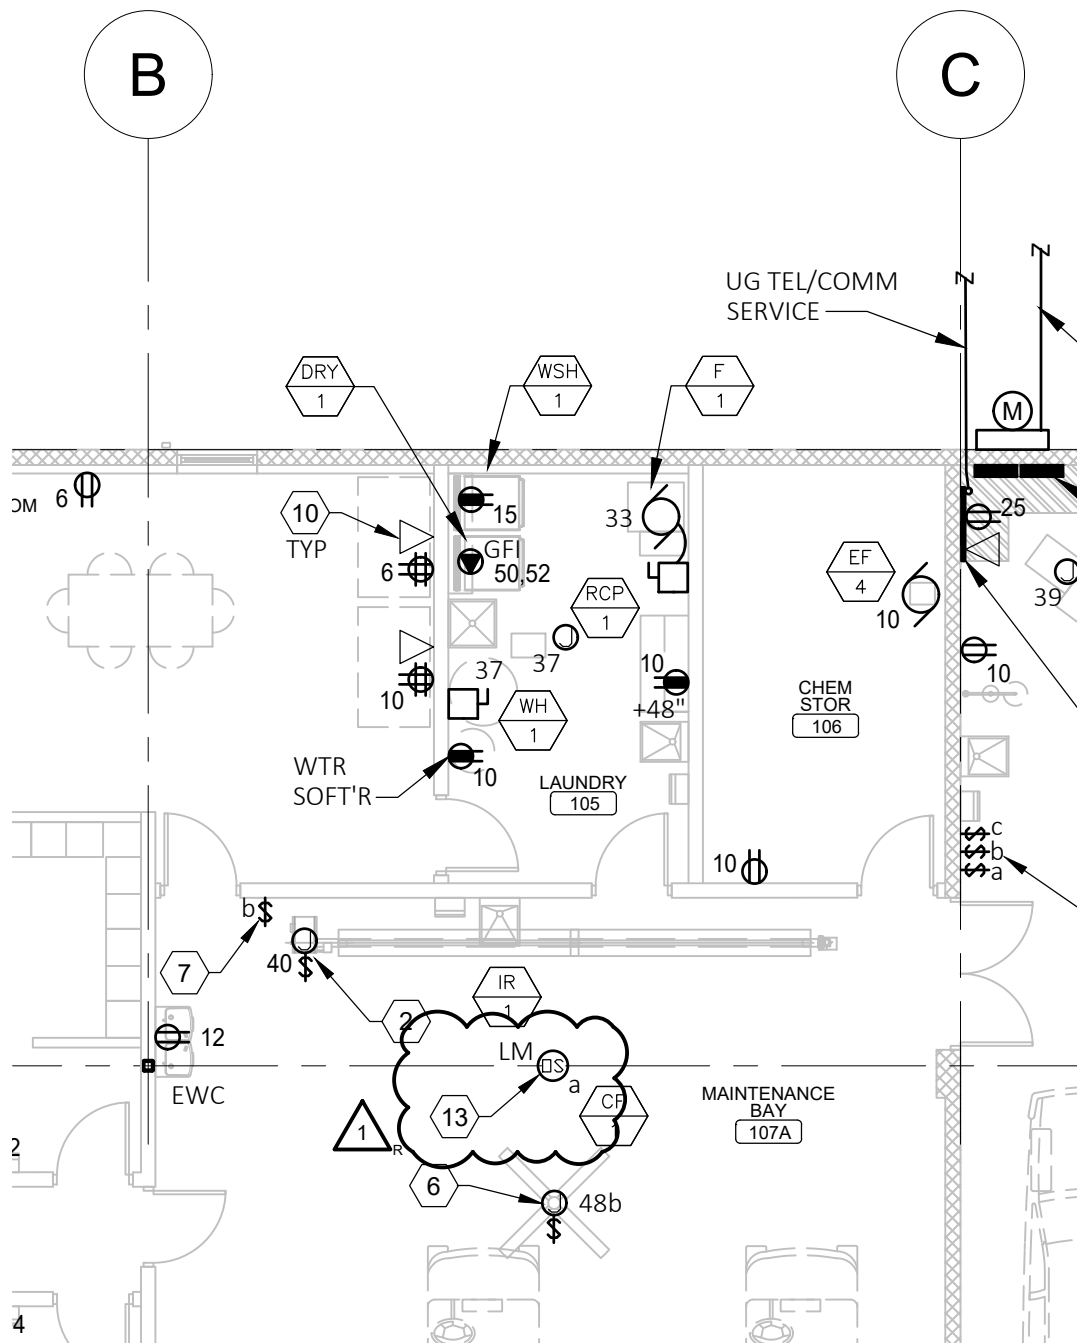 B
C
UG TEL/COMM
SERVICE
DRY
1
WSH
1
F
1
M
OM
6
10
TYP
15
GFI
50,52
33
25
6
EF
4
RCP
1
39
10
37
37
10
10
10
+48"
WH
1
CHEM
STOR
106
WTR
SOFT'R
10
LAUNDRY
105
c
b
a
10
b
7
40
J
IR
1
2
12
LM
S
a
EWC
13
CF
MAINTENANCE
BAY
107A
1
R
2
6
J
48b
4